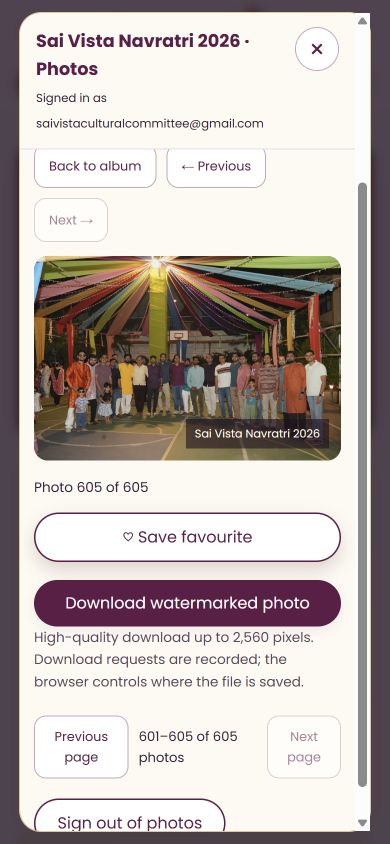 Sai Vista Navratri 2026 ·
Photos
×
Signed in as
saivistaculturalcommittee@gmail.com
Back to album
← Previous
Next →
Sai Vista Navratri 2026
Photo 605 of 605
♡ Save favourite
Download watermarked photo
High-quality download up to 2,560 pixels.
Download requests are recorded; the
browser controls where the file is saved.
Previous
page
601–605 of 605
photos
Next
page
Sign out of photos